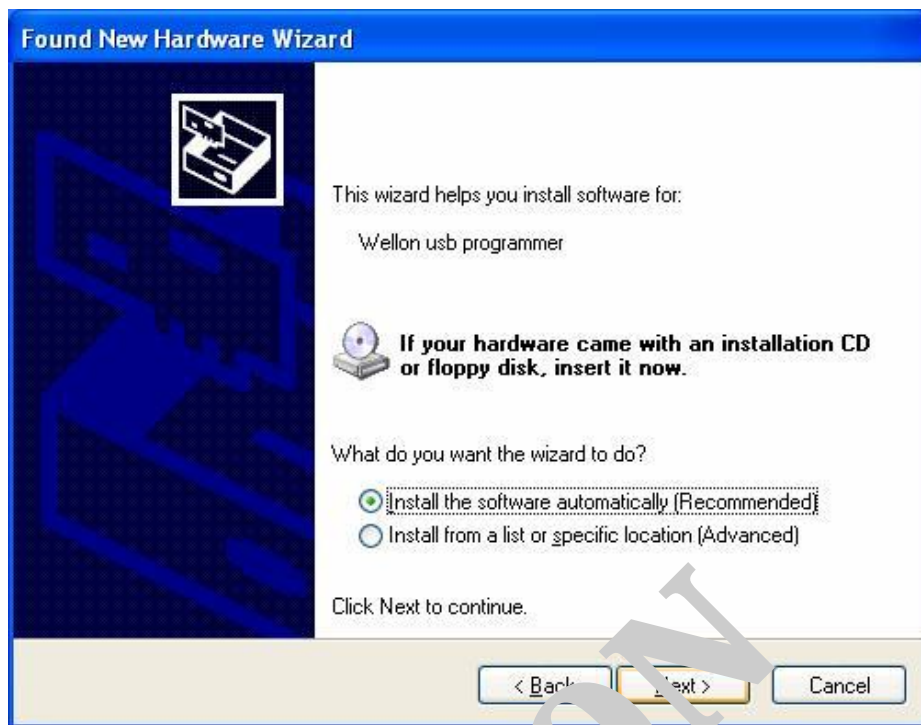 Found New Hardware Wizard
This wizard helps you install software for:
Wellon usb programmer
If your hardware came with an installation CD
or floppy disk, insert it now.
What do you want the wizard to do?
Install the software automatically (Recommended)
Install from a list or specific location (Advanced)
Click Next to continue.
< Back
Next >
Cancel